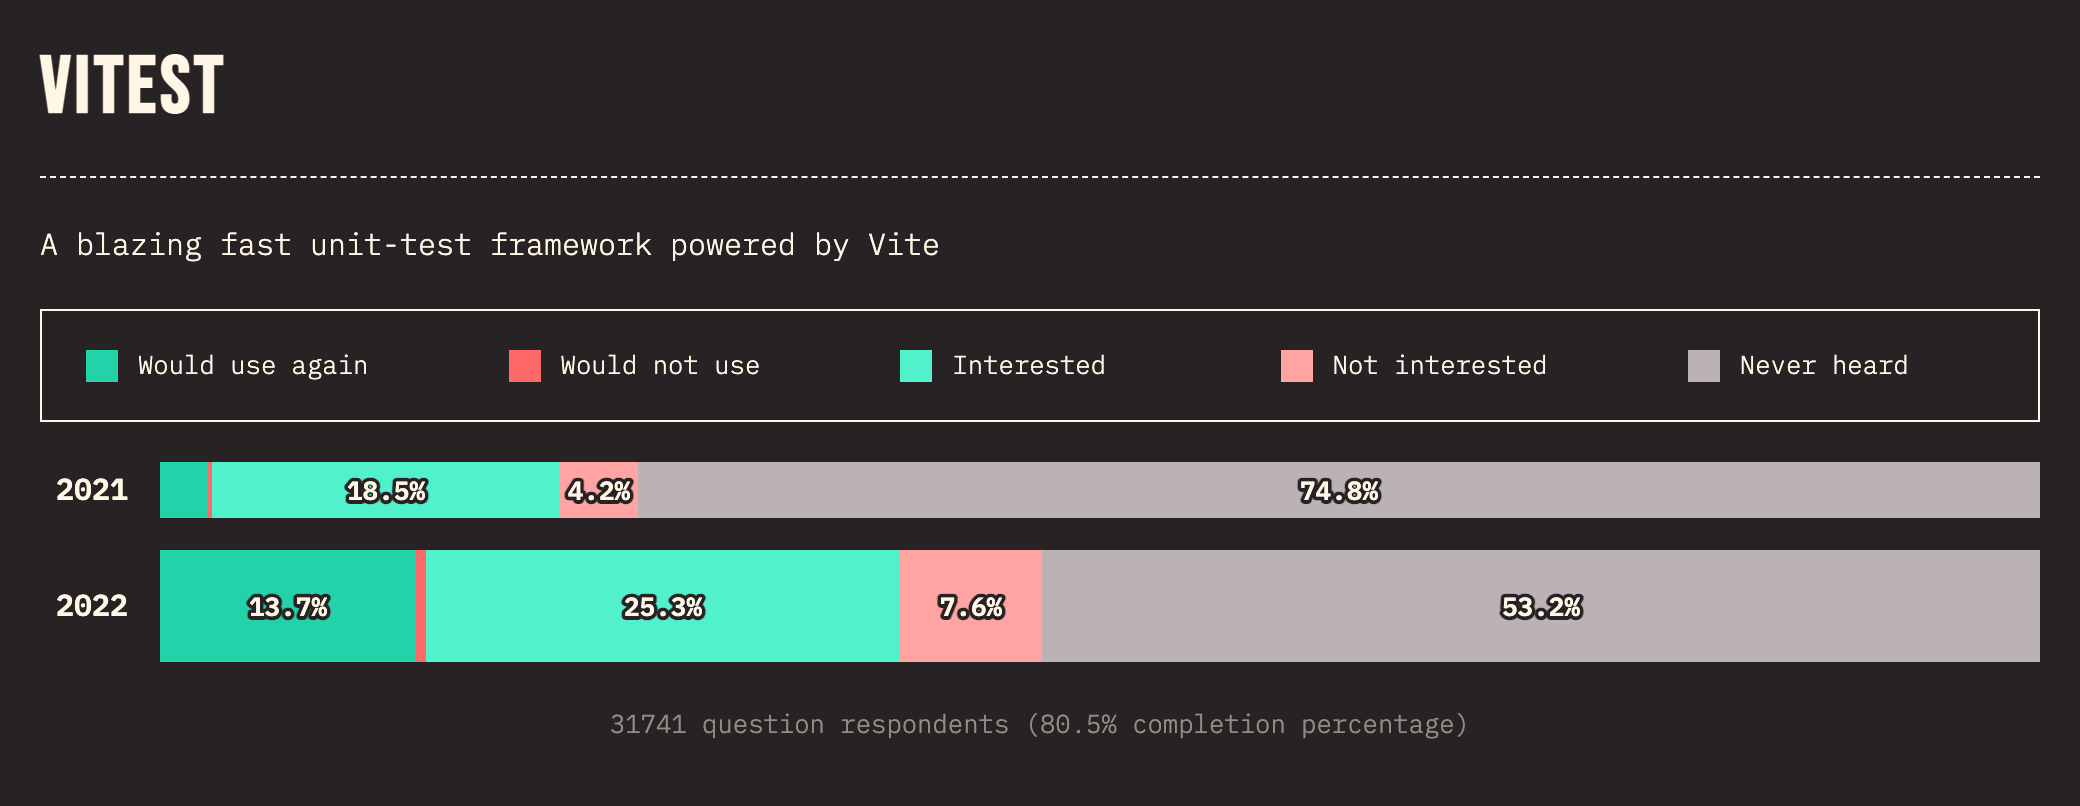 VITEST
A blazing fast unit-test framework powered by Vite
Would use again Would not use Interested Not interested Never heard
2021 18.5% 4.2% 74.8%
2022 13.7% 25.3% 7.6% 53.2%
31741 question respondents (80.5% completion percentage)